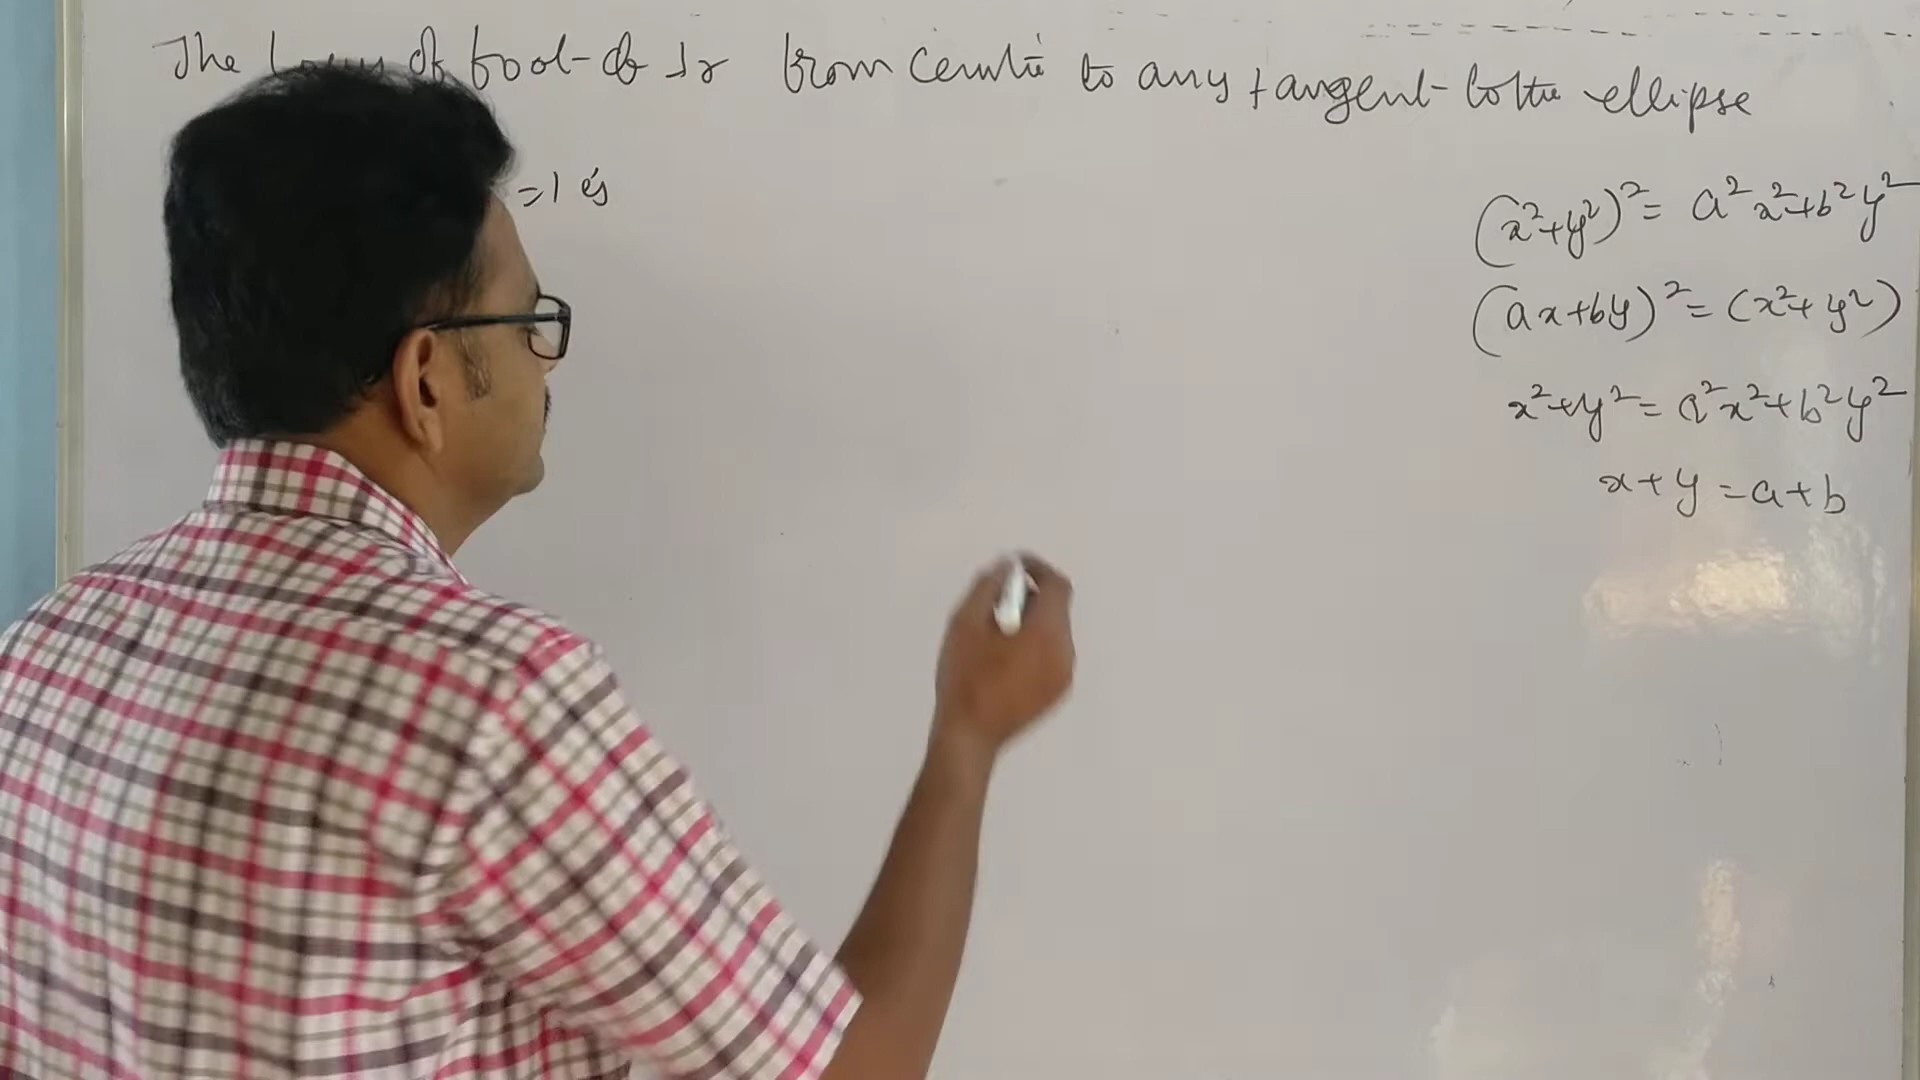 The locus of foot of ⊥r from centre to any tangent to the ellipse
=1 is
(x²+y²)² = a²x²+b²y²
(ax+by)² = (x²+y²)
x²+y² = a²x²+b²y²
x+y = a+b